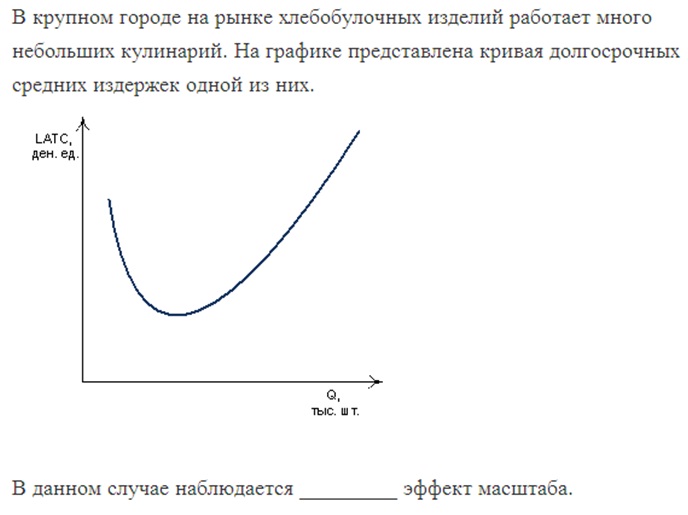 В крупном городе на рынке хлебобулочных изделий работает много
небольших кулинарий. На графике представлена кривая долгосрочных
средних издержек одной из них.
LATC,
ден. ед.
Q,
тыс. шт.
В данном случае наблюдается _________ эффект масштаба.